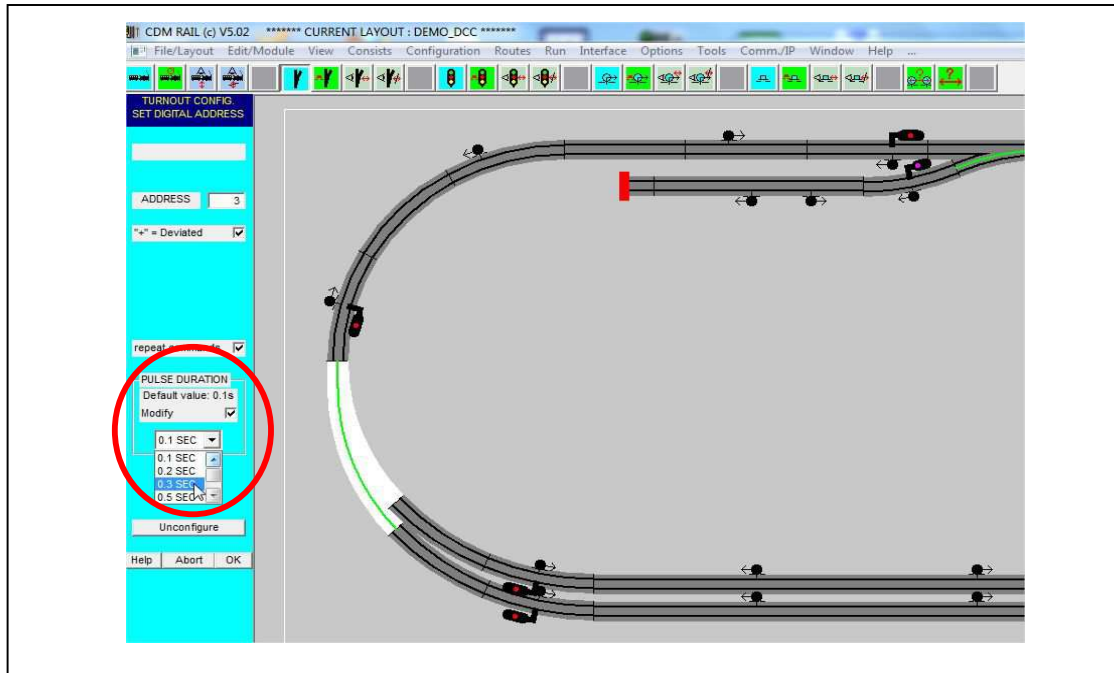 CDM RAIL (c) V5.02 ******* CURRENT LAYOUT : DEMO_DCC *******
File/Layout Edit/Module View Consists Configuration Routes Run Interface Options Tools Comm./IP Window Help ...
TURNOUT CONFIG.
SET DIGITAL ADDRESS
ADDRESS 3
"+" = Deviated
repeat
PULSE DURATION
Default value: 0.1s
Modify
0.1 SEC
0.1 SEC
0.2 SEC
0.3 SEC
0.5 SEC
Unconfigure
Help Abort OK